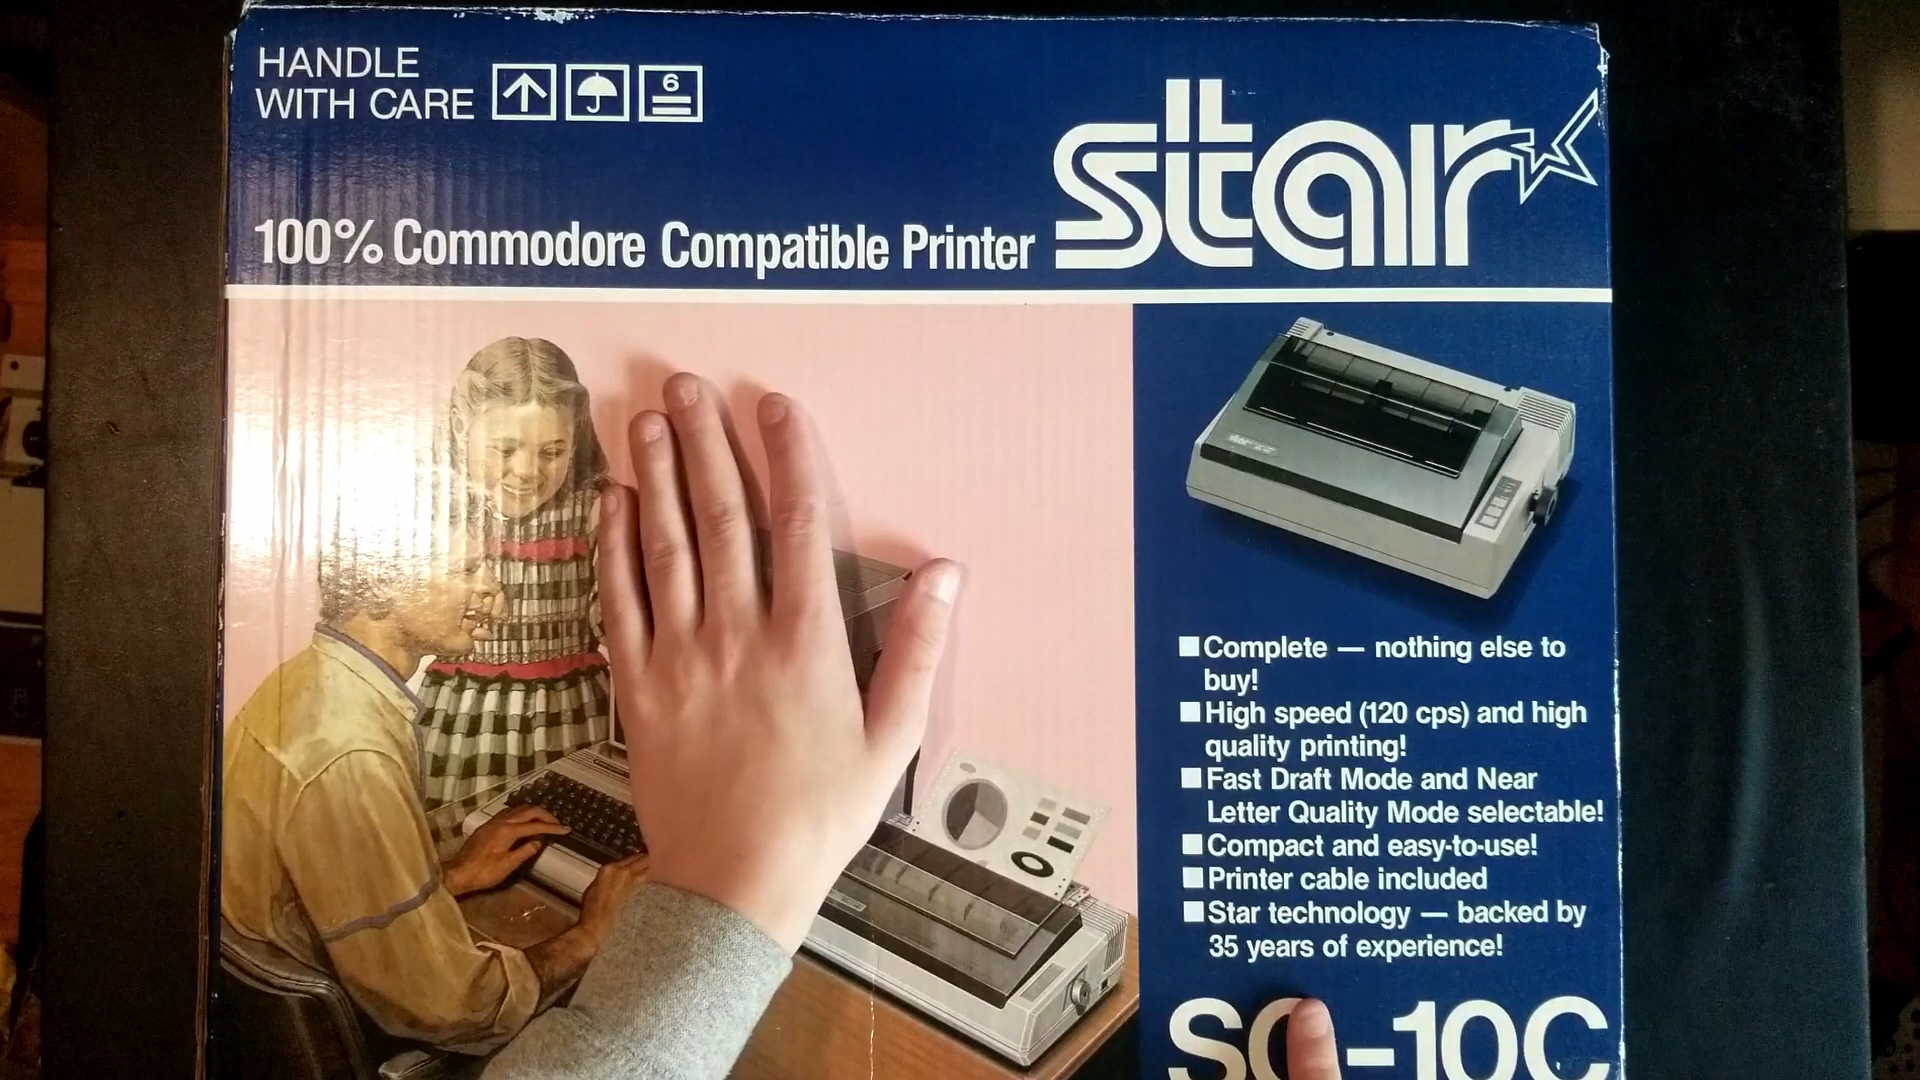 HANDLE
WITH CARE
6
star
100% Commodore Compatible Printer
star
■ Complete — nothing else to
buy!
■ High speed (120 cps) and high
quality printing!
■ Fast Draft Mode and Near
Letter Quality Mode selectable!
■ Compact and easy-to-use!
■ Printer cable included
■ Star technology — backed by
35 years of experience!
-10C